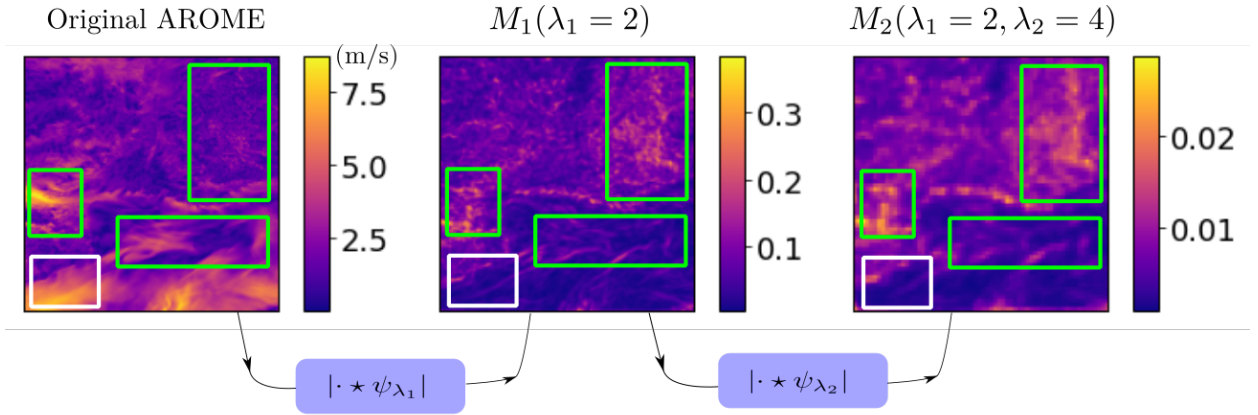 Original AROME
M₁(λ₁ = 2)
M₂(λ₁ = 2, λ₂ = 4)
(m/s)
7.5
5.0
2.5
0.3
0.2
0.1
0.02
0.01
|· ⋆ ψ_λ₁|
|· ⋆ ψ_λ₂|